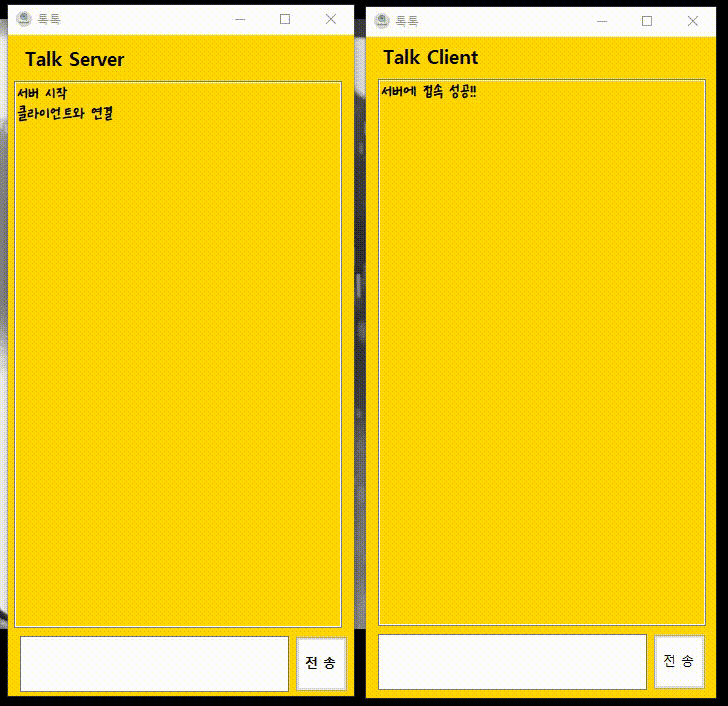 톡톡
Talk Server
서버 시작
클라이언트와 연결
전 송
톡톡
Talk Client
서버에 접속 성공!!
전 송